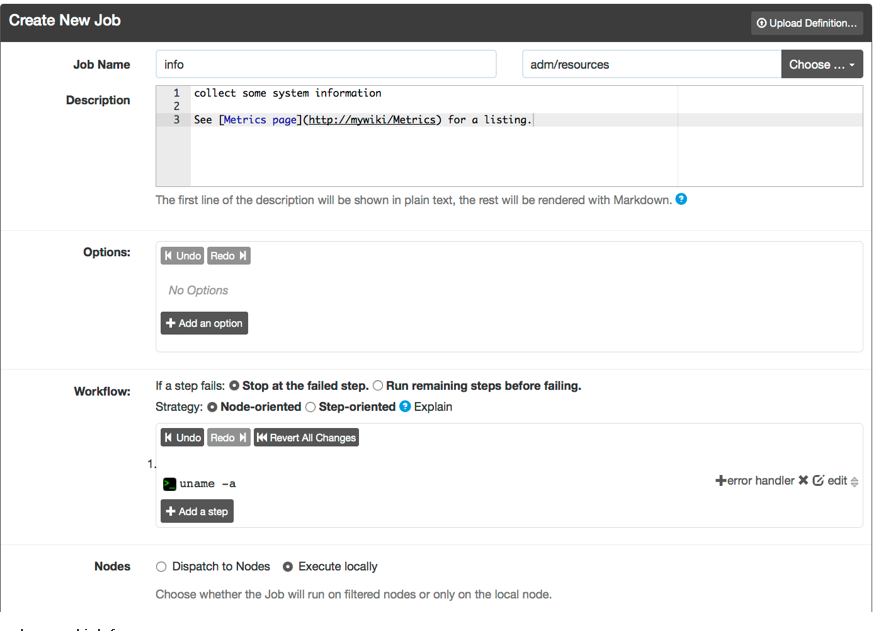 Create New Job
Upload Definition...
Job Name info adm/resources Choose ...
Description
1 collect some system information
2
3 See [Metrics page](http://mywiki/Metrics) for a listing.
The first line of the description will be shown in plain text, the rest will be rendered with Markdown. ?
Options:
Undo Redo
No Options
+ Add an option
Workflow:
If a step fails: Stop at the failed step. Run remaining steps before failing.
Strategy: Node-oriented Step-oriented ? Explain
Undo Redo Revert All Changes
1.
>_ uname -a
+error handler edit
+ Add a step
Nodes
Dispatch to Nodes Execute locally
Choose whether the Job will run on filtered nodes or only on the local node.